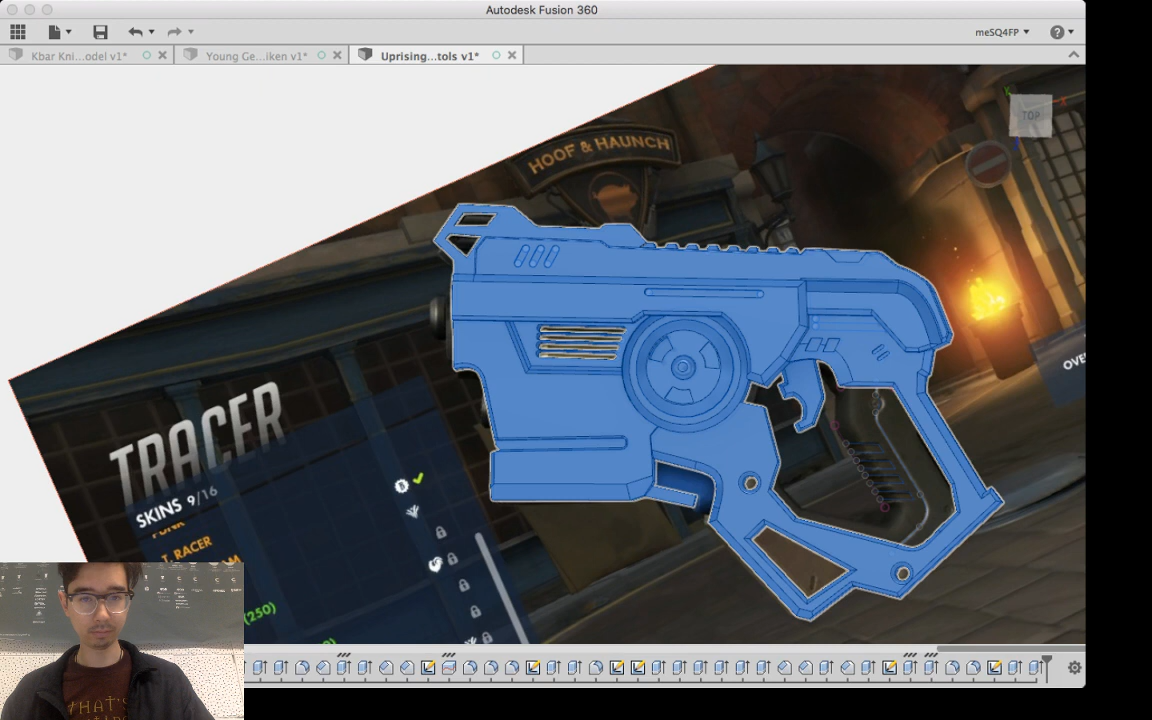 Autodesk Fusion 360
meSQ4FP
Kbar Kni...odel v1*
Young Ge...iken v1*
Uprising...tols v1*
TOP
HOOF & HAUNCH
TRACER
SKINS 9/16
T. RACER
(250)
THAT'S